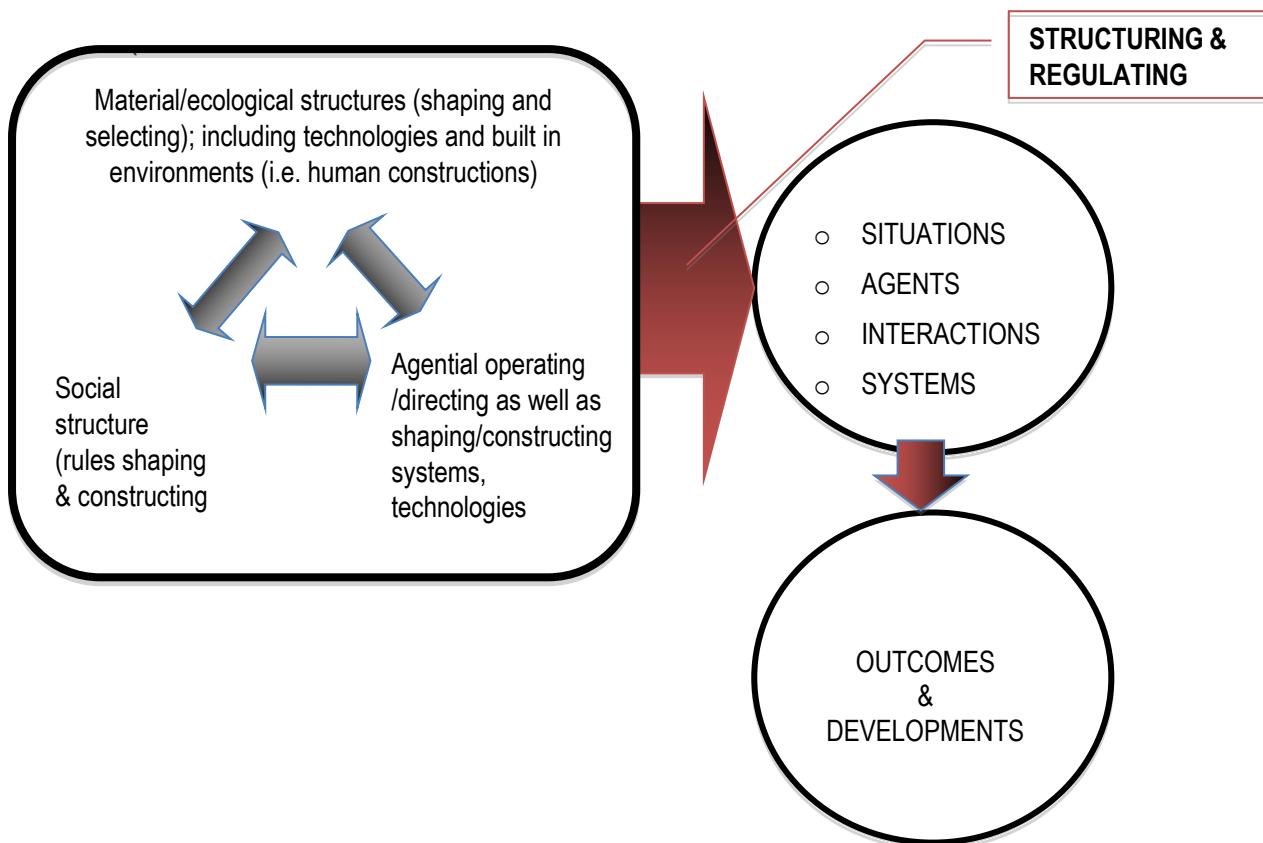 STRUCTURING &
REGULATING
Material/ecological structures (shaping and
selecting); including technologies and built in
environments (i.e. human constructions)
Social
structure
(rules shaping
& constructing
Agential operating
/directing as well as
shaping/constructing
systems,
technologies
o SITUATIONS
o AGENTS
o INTERACTIONS
o SYSTEMS
OUTCOMES
&
DEVELOPMENTS